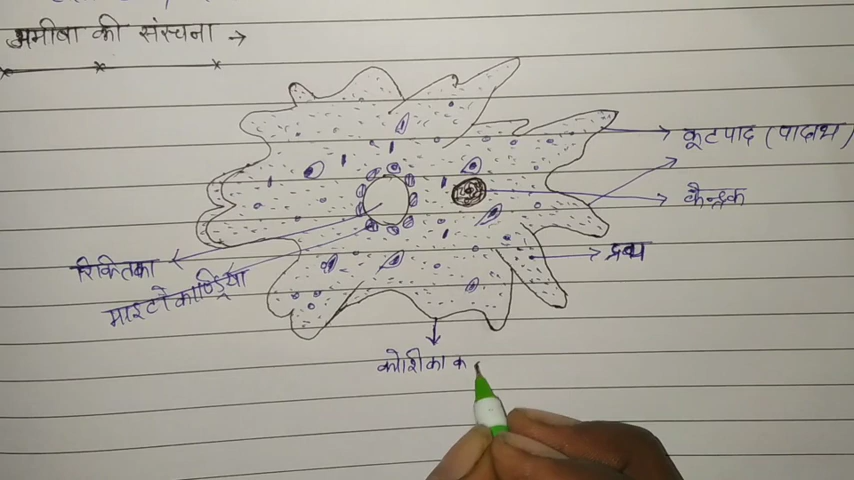 अमीबा की संरचना →
कूटपाद (पादाभ)
केन्द्रक
रिक्तिका
द्रव्य
माइटोकाण्ड्रिया
कोशिका क